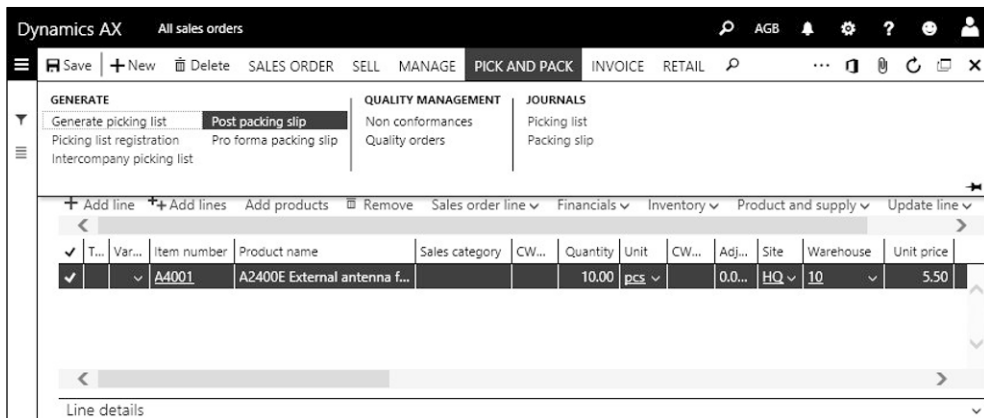 Dynamics AX All sales orders AGB ?
Save + New Delete SALES ORDER SELL MANAGE PICK AND PACK INVOICE RETAIL ...
GENERATE QUALITY MANAGEMENT JOURNALS
Generate picking list Post packing slip Non conformances Picking list
Picking list registration Pro forma packing slip Quality orders Packing slip
Intercompany picking list
+ Add line ++ Add lines Add products Remove Sales order line Financials Inventory Product and supply Update line
T... Var... Item number Product name Sales category CW... Quantity Unit CW... Adj... Site Warehouse Unit price
A4001 A2400E External antenna f... 10.00 pcs 0.0... HQ 10 5.50
Line details